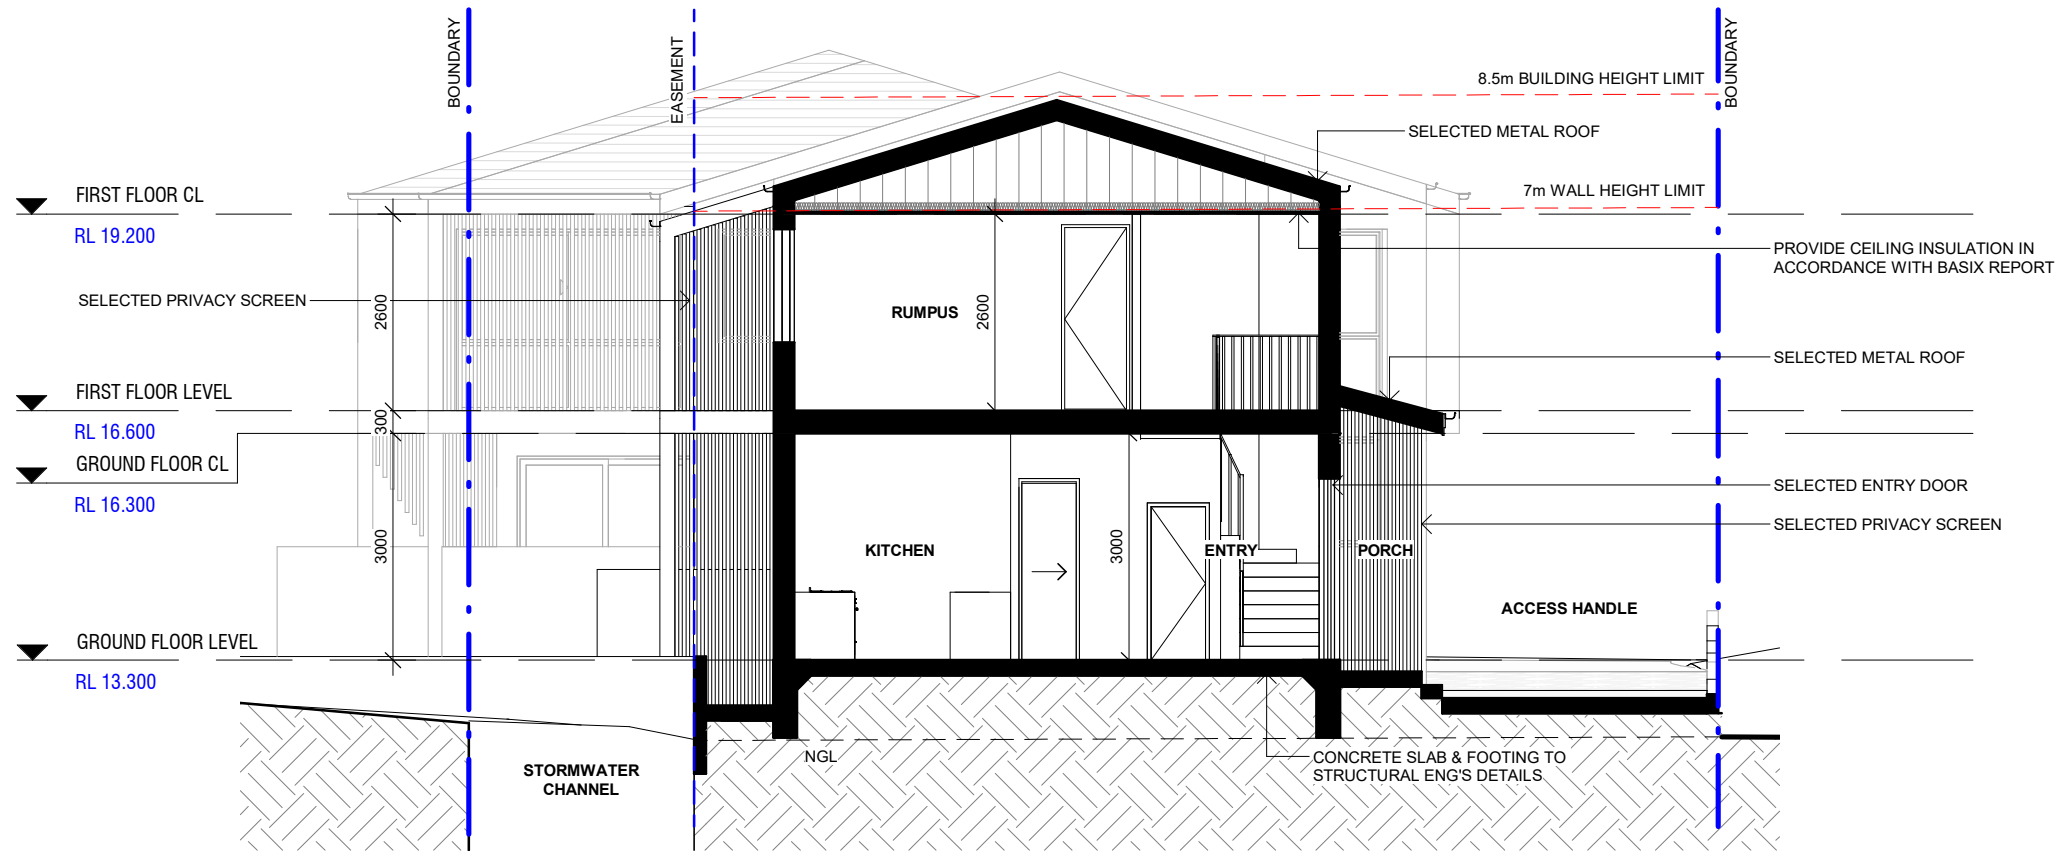 BOUNDARY
EASEMENT
BOUNDARY
8.5m BUILDING HEIGHT LIMIT
SELECTED METAL ROOF
7m WALL HEIGHT LIMIT
FIRST FLOOR CL
RL 19.200
PROVIDE CEILING INSULATION IN
ACCORDANCE WITH BASIX REPORT
SELECTED PRIVACY SCREEN
2600
RUMPUS
2600
SELECTED METAL ROOF
FIRST FLOOR LEVEL
RL 16.600
300
GROUND FLOOR CL
RL 16.300
SELECTED ENTRY DOOR
SELECTED PRIVACY SCREEN
3000
KITCHEN
3000
ENTRY
PORCH
ACCESS HANDLE
GROUND FLOOR LEVEL
RL 13.300
NGL
CONCRETE SLAB & FOOTING TO
STRUCTURAL ENG'S DETAILS
STORMWATER
CHANNEL